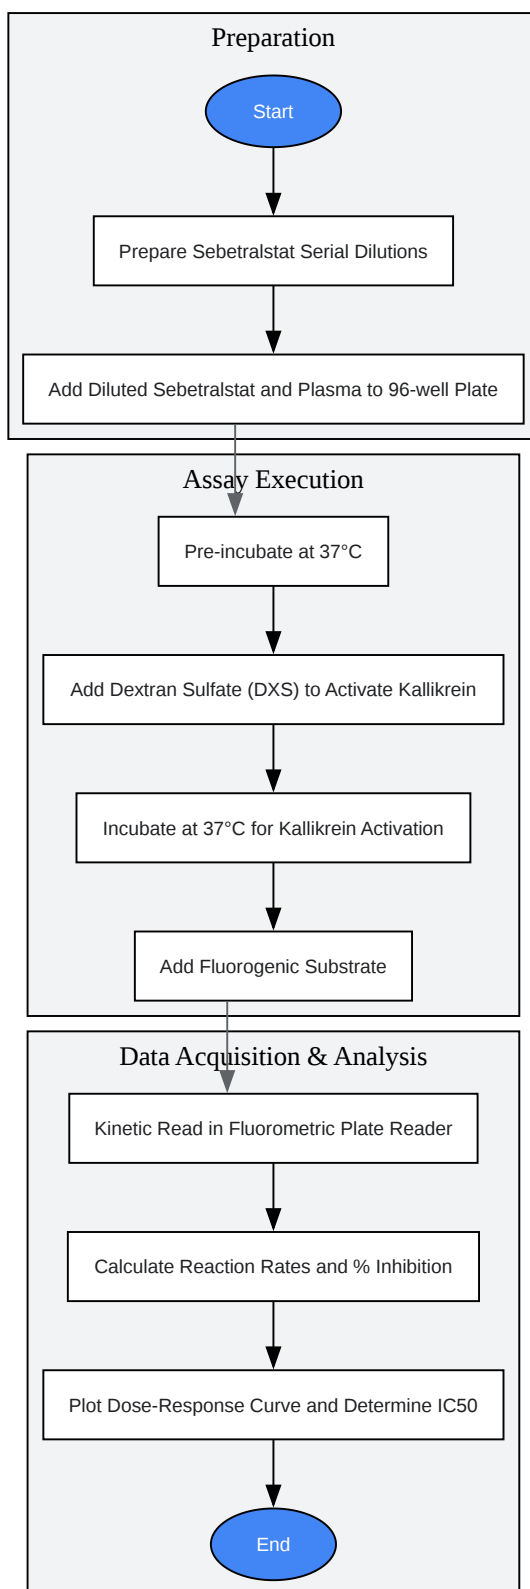 Preparation
Start
Prepare Sebetralstat Serial Dilutions
Add Diluted Sebetralstat and Plasma to 96-well Plate
Assay Execution
Pre-incubate at 37°C
Add Dextran Sulfate (DXS) to Activate Kallikrein
Incubate at 37°C for Kallikrein Activation
Add Fluorogenic Substrate
Data Acquisition & Analysis
Kinetic Read in Fluorometric Plate Reader
Calculate Reaction Rates and % Inhibition
Plot Dose-Response Curve and Determine IC50
End